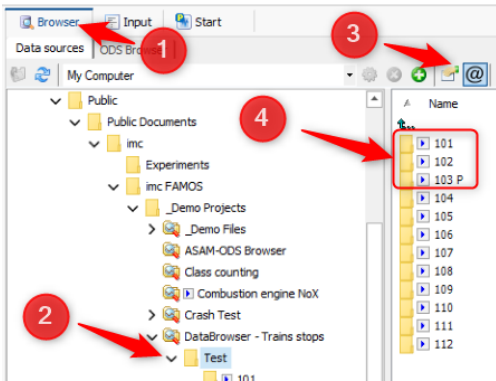 Browser Input Start
1
Data sources ODS Browse
3
My Computer
@
Public
Public Documents
imc
Experiments
imc FAMOS
_Demo Projects
_Demo Files
ASAM-ODS Browser
Class counting
Combustion engine NoX
Crash Test
2
DataBrowser - Trains stops
Test
101
Name
4
101
102
103 P
104
105
106
107
108
109
110
111
112